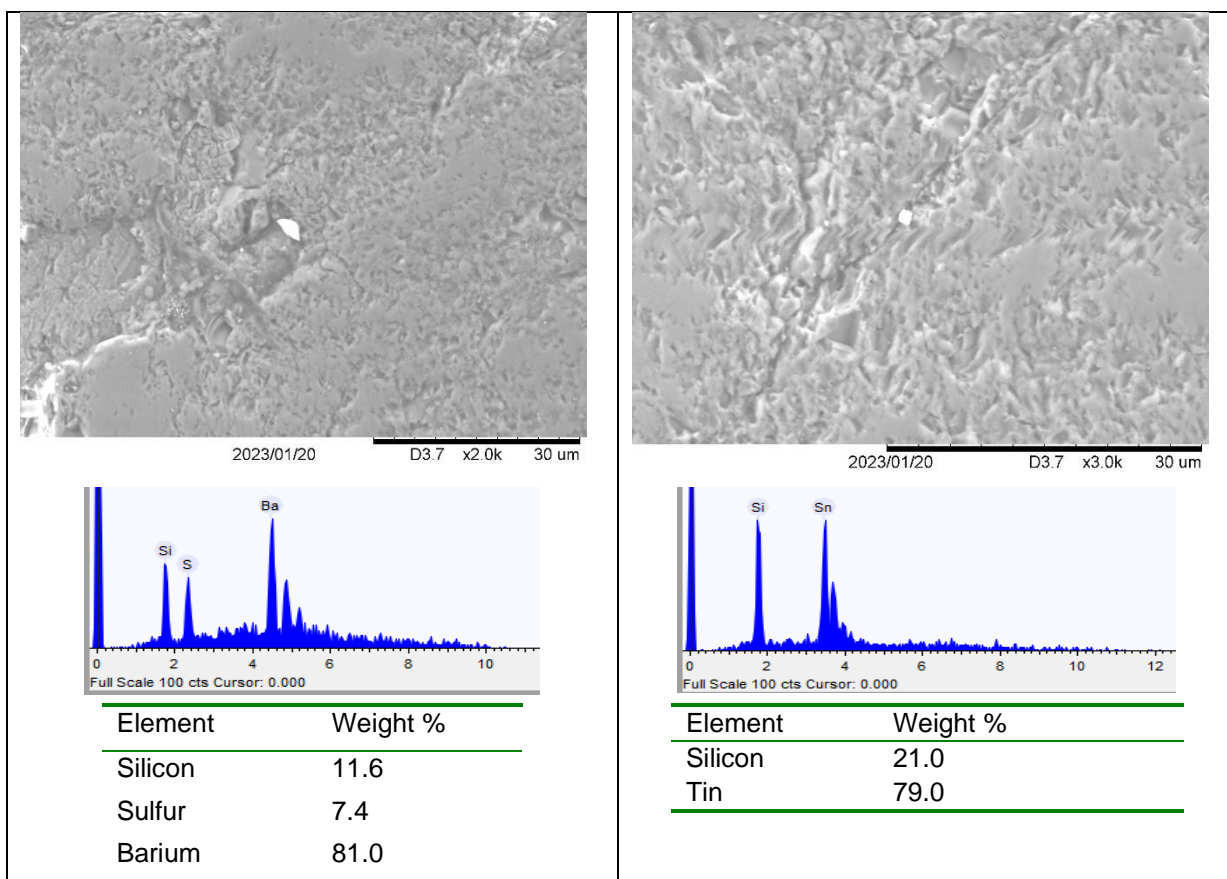 2023/01/20 D3.7 x2.0k 30 um
Ba
Si
S
0 2 4 6 8 10
Full Scale 100 cts Cursor: 0.000
Element Weight %
Silicon 11.6
Sulfur 7.4
Barium 81.0
2023/01/20 D3.7 x3.0k 30 um
Si Sn
0 2 4 6 8 10 12
Full Scale 100 cts Cursor: 0.000
Element Weight %
Silicon 21.0
Tin 79.0